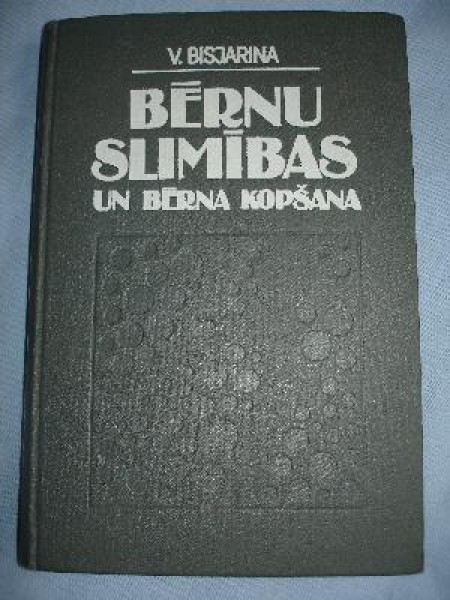 V. BISJARINA
BĒRNU
SLIMĪBAS
UN BĒRNA KOPŠANA